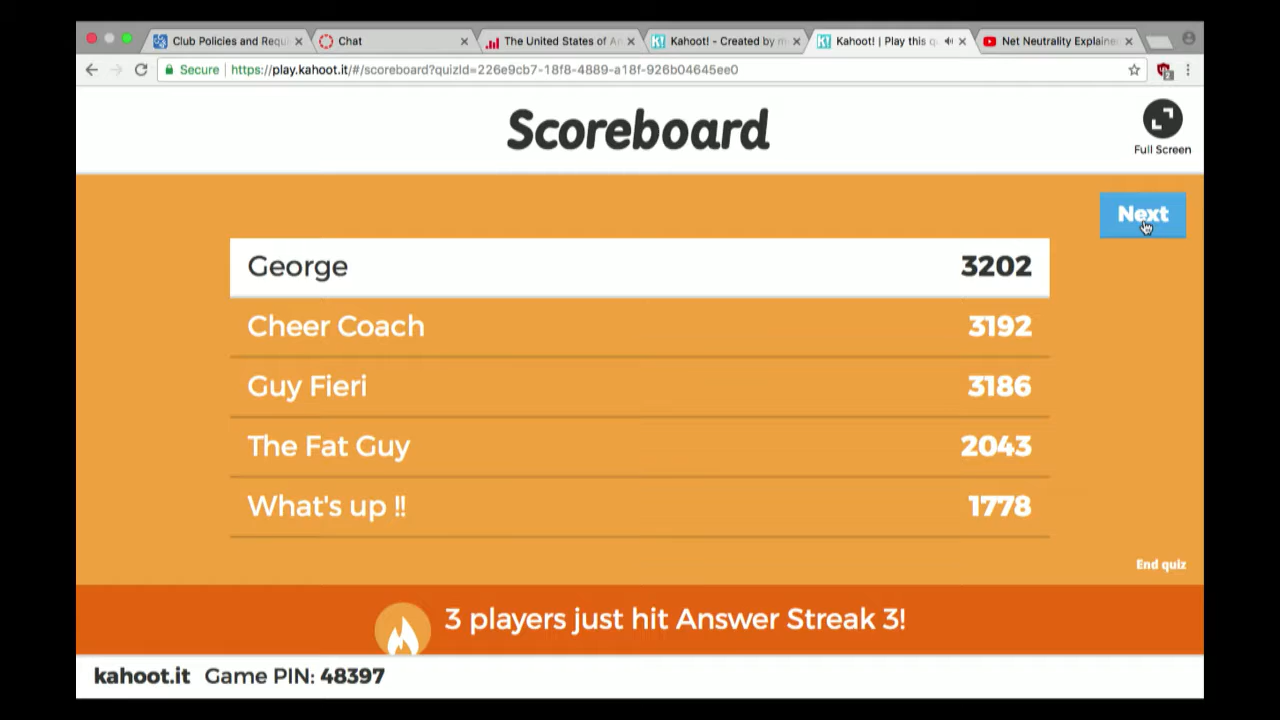 Club Policies and Requi
Chat
The United States of An
Kahoot! - Created by m
Kahoot! | Play this q
Net Neutrality Explaine
Secure
https://play.kahoot.it/#/scoreboard?quizId=226e9cb7-18f8-4889-a18f-926b04645ee0
Scoreboard
Full Screen
Next
George 3202
Cheer Coach 3192
Guy Fieri 3186
The Fat Guy 2043
What's up !! 1778
End quiz
3 players just hit Answer Streak 3!
kahoot.it Game PIN: 48397